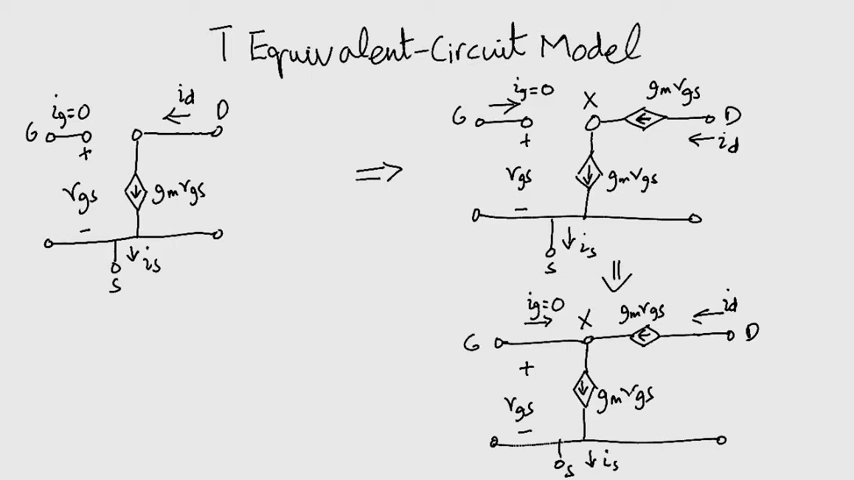 T Equivalent-Circuit Model
ig=0
id
D
G
+
vgs
gmvgs
-
is
S
⇒
ig=0
X
gmvgs
G
D
id
+
vgs
gmvgs
-
is
S
⇓
ig=0
X
gmvgs
id
G
D
+
vgs
gmvgs
-
S
is